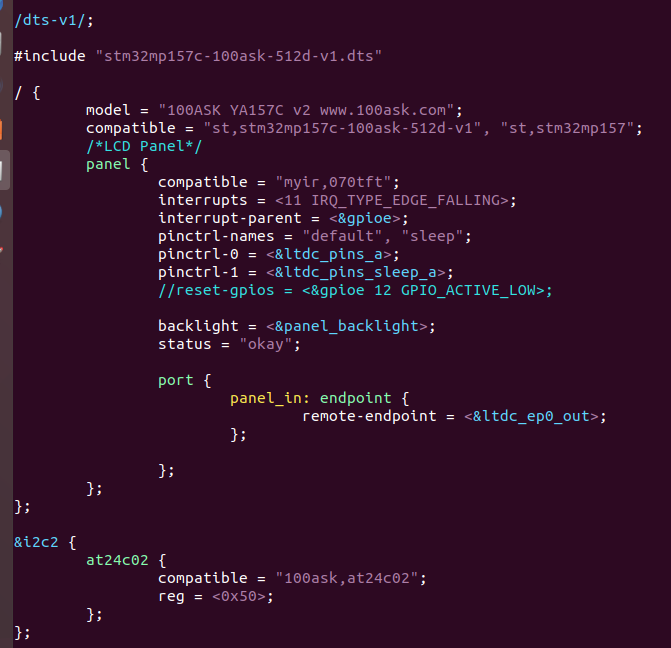 /dts-v1/;
#include "stm32mp157c-100ask-512d-v1.dts"
/ {
model = "100ASK YA157C v2 www.100ask.com";
compatible = "st,stm32mp157c-100ask-512d-v1", "st,stm32mp157";
/*LCD Panel*/
panel {
compatible = "myir,070tft";
interrupts = <11 IRQ_TYPE_EDGE_FALLING>;
interrupt-parent = <&gpioe>;
pinctrl-names = "default", "sleep";
pinctrl-0 = <&ltdc_pins_a>;
pinctrl-1 = <&ltdc_pins_sleep_a>;
//reset-gpios = <&gpioe 12 GPIO_ACTIVE_LOW>;
backlight = <&panel_backlight>;
status = "okay";
port {
panel_in: endpoint {
remote-endpoint = <&ltdc_ep0_out>;
};
};
};
};
&i2c2 {
at24c02 {
compatible = "100ask,at24c02";
reg = <0x50>;
};
};